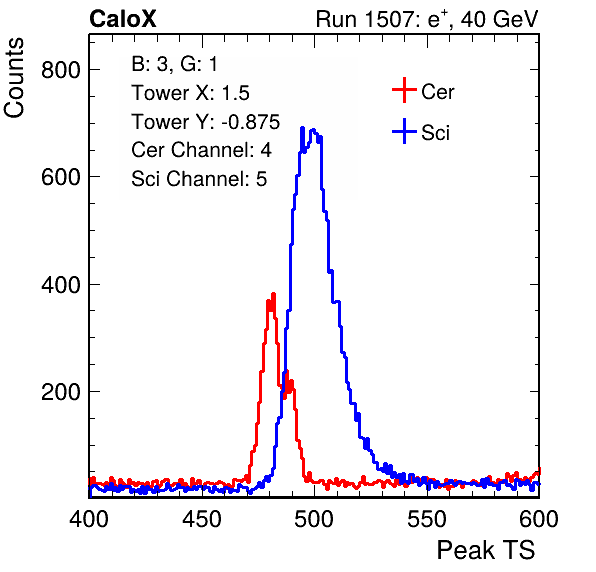 CaloX Run 1507: e⁺, 40 GeV
Counts
B: 3, G: 1
Tower X: 1.5
Tower Y: -0.875
Cer Channel: 4
Sci Channel: 5
Cer
Sci
800
600
400
200
400 450 500 550 600
Peak TS